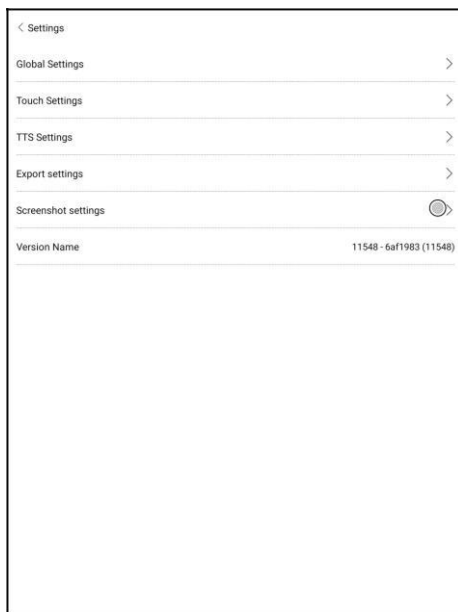 Settings
Global Settings
Touch Settings
TTS Settings
Export settings
Screenshot settings
Version Name 11548 - 6af1983 (11548)